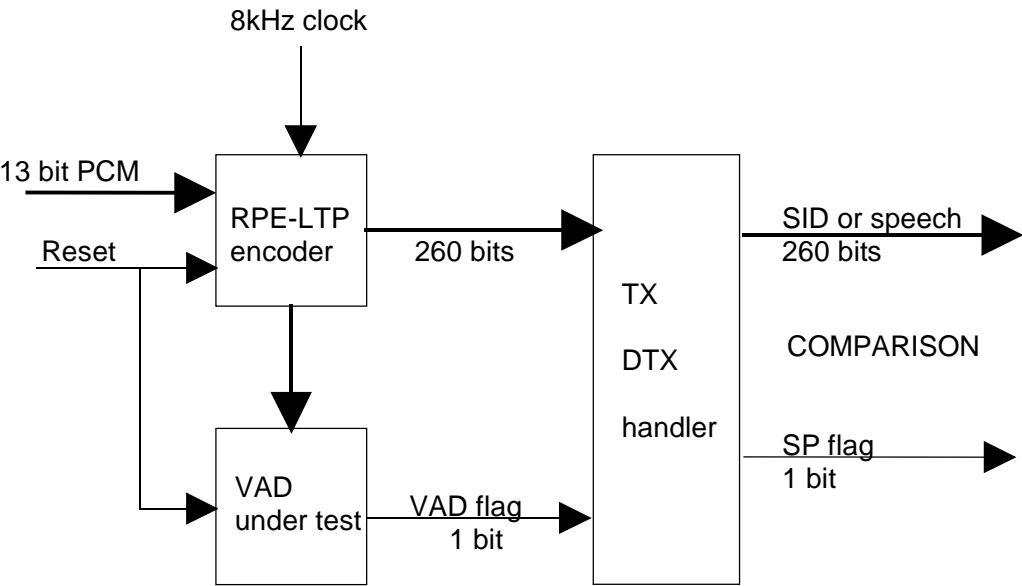 8kHz clock
13 bit PCM
Reset
RPE-LTP
encoder
260 bits
VAD
under test
VAD flag
1 bit
TX
DTX
handler
SID or speech
260 bits
COMPARISON
SP flag
1 bit